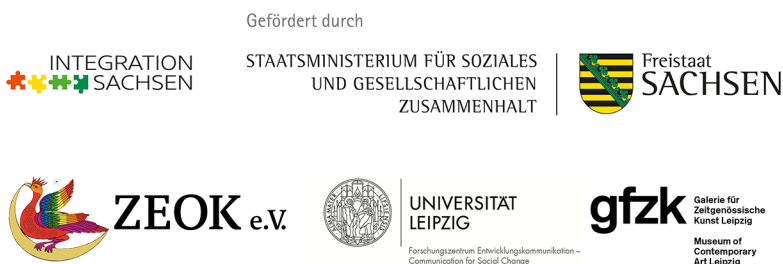 Gefördert durch
INTEGRATION
SACHSEN
STAATSMINISTERIUM FÜR SOZIALES
UND GESELLSCHAFTLICHEN
ZUSAMMENHALT
Freistaat
SACHSEN
ZEOK e.V.
UNIVERSITÄT
LEIPZIG
Forschungszentrum Entwicklungskommunikation –
Communication for Social Change
gfzk
Galerie für
Zeitgenössische
Kunst Leipzig
Museum of
Contemporary
Art Leipzig